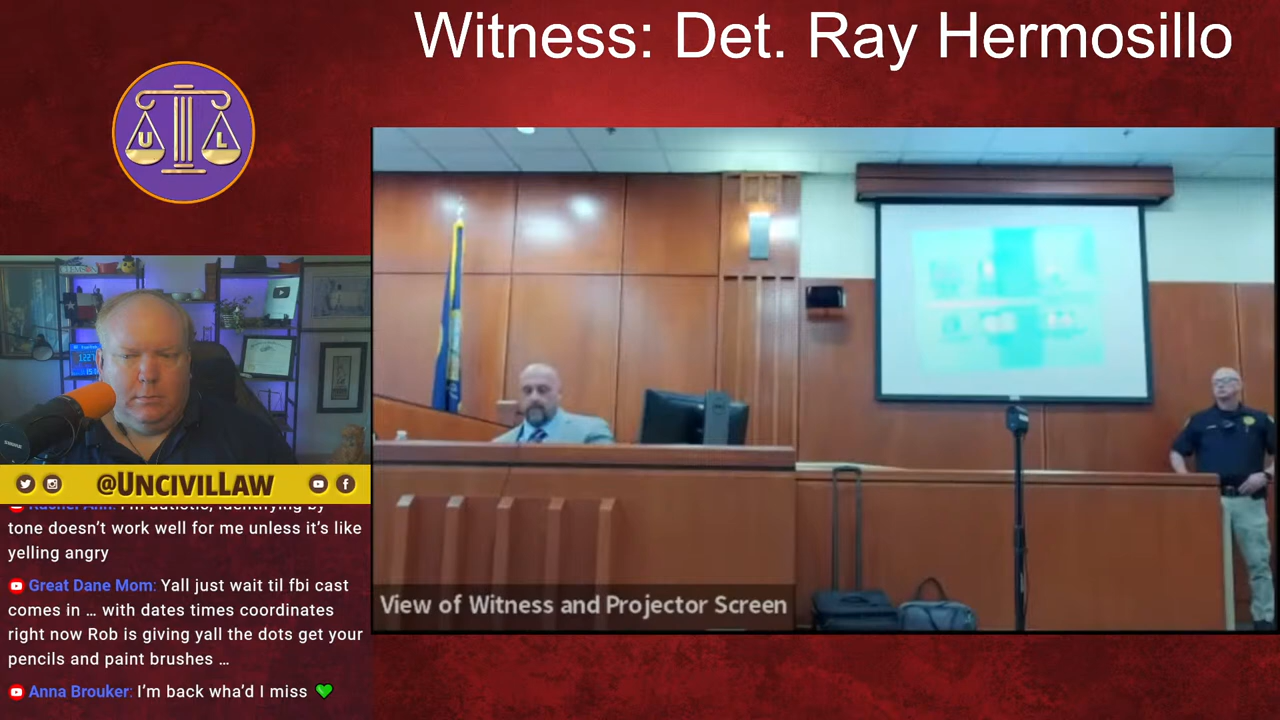 Witness: Det. Ray Hermosillo
U L
@UNCIVILLAW
tone doesn't work well for me unless it's like
yelling angry
Great Dane Mom: Yall just wait til fbi cast
comes in … with dates times coordinates
right now Rob is giving yall the dots get your
pencils and paint brushes …
Anna Brouker: I'm back wha'd I miss
View of Witness and Projector Screen